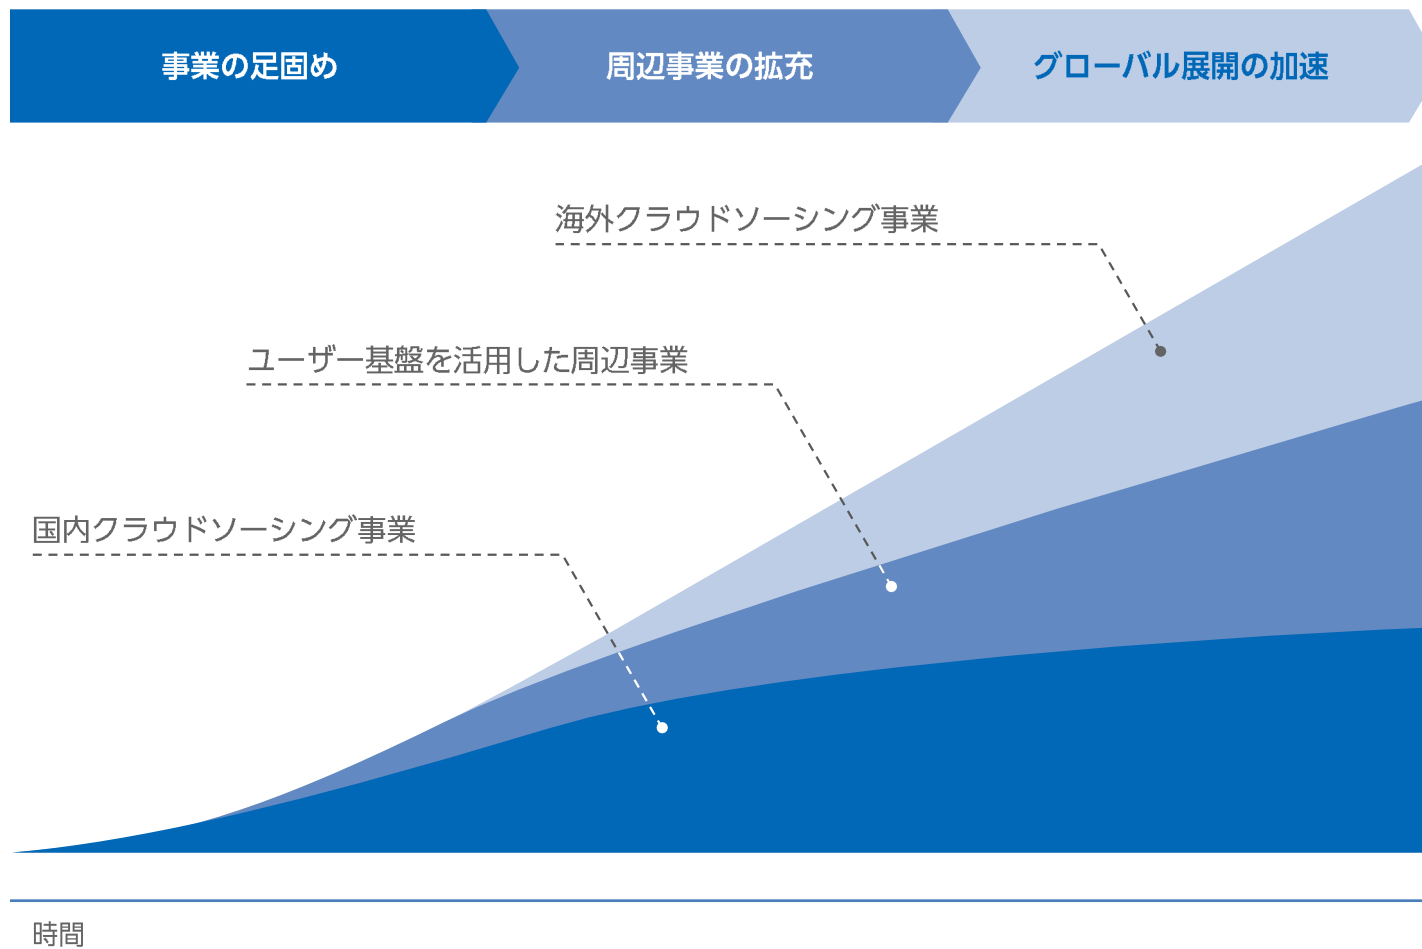 事業の足固め
周辺事業の拡充
グローバル展開の加速
海外クラウドソーシング事業
ユーザー基盤を活用した周辺事業
国内クラウドソーシング事業
時間